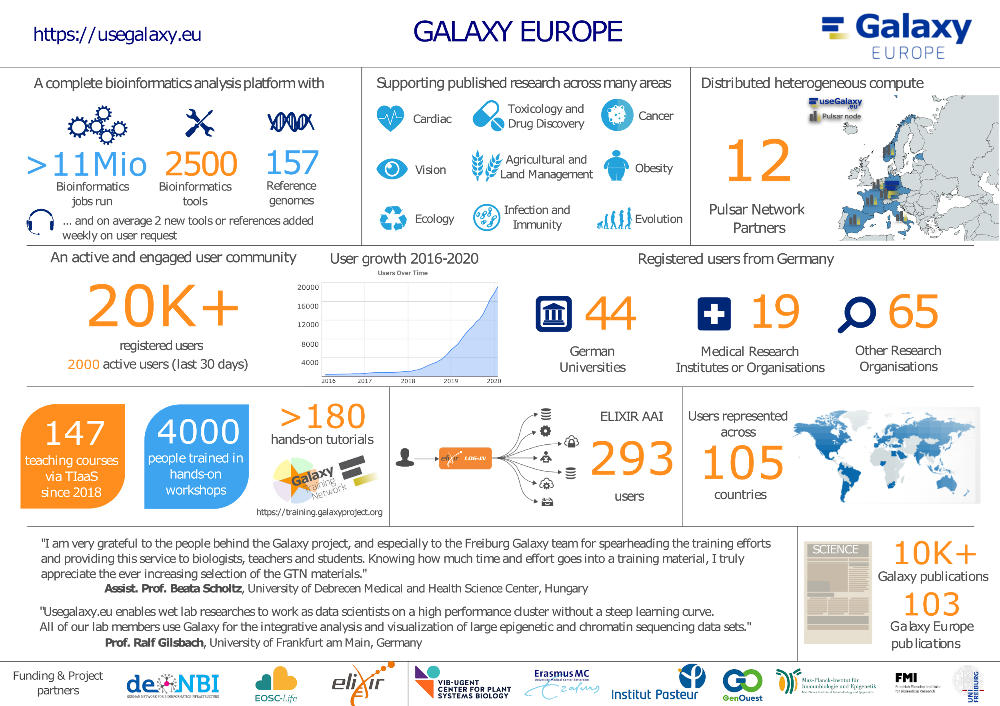 https://usegalaxy.eu
GALAXY EUROPE
Galaxy
EUROPE
A complete bioinformatics analysis platform with
>11Mio
Bioinformatics
jobs run
2500
Bioinformatics
tools
157
Reference
genomes
... and on average 2 new tools or references added
weekly on user request
Supporting published research across many areas
Cardiac
Toxicology and
Drug Discovery
Cancer
Vision
Agricultural and
Land Management
Obesity
Ecology
Infection and
Immunity
Evolution
Distributed heterogeneous compute
useGalaxy
.eu
Pulsar node
12
Pulsar Network
Partners
An active and engaged user community
20K+
registered users
2000 active users (last 30 days)
User growth 2016-2020
Users Over Time
20000
16000
12000
8000
4000
2016 2017 2018 2019 2020
Registered users from Germany
44
German
Universities
19
Medical Research
Institutes or Organisations
65
Other Research
Organisations
147
teaching courses
via TIaaS
since 2018
4000
people trained in
hands-on
workshops
>180
hands-on tutorials
Galaxy
Training
Network
https://training.galaxyproject.org
elixir LOG-IN
ELIXIR AAI
293
users
Users represented
across
105
countries
"I am very grateful to the people behind the Galaxy project, and especially to the Freiburg Galaxy team for spearheading the training efforts
and providing this service to biologists, teachers and students. Knowing how much time and effort goes into a training material, I truly
appreciate the ever increasing selection of the GTN materials."
Assist. Prof. Beata Scholtz, University of Debrecen Medical and Health Science Center, Hungary
"Usegalaxy.eu enables wet lab researches to work as data scientists on a high performance cluster without a steep learning curve.
All of our lab members use Galaxy for the integrative analysis and visualization of large epigenetic and chromatin sequencing data sets."
Prof. Ralf Gilsbach, University of Frankfurt am Main, Germany
SCIENCE
10K+
Galaxy publications
103
Galaxy Europe
publications
Funding & Project
partners
de.NBI
GERMAN NETWORK FOR BIOINFORMATICS INFRASTRUCTURE
EOSC-Life
elixir
VIB-UGENT
CENTER FOR PLANT
SYSTEMS BIOLOGY
Erasmus MC
University Medical Center Rotterdam
Erasmus
Institut Pasteur
GO
GenOuest
Max-Planck-Institut für
Immunbiologie und Epigenetik
Max Planck Institute of Immunobiology and Epigenetics
FMI
Friedrich Miescher Institute
for Biomedical Research
UNI
FREIBURG